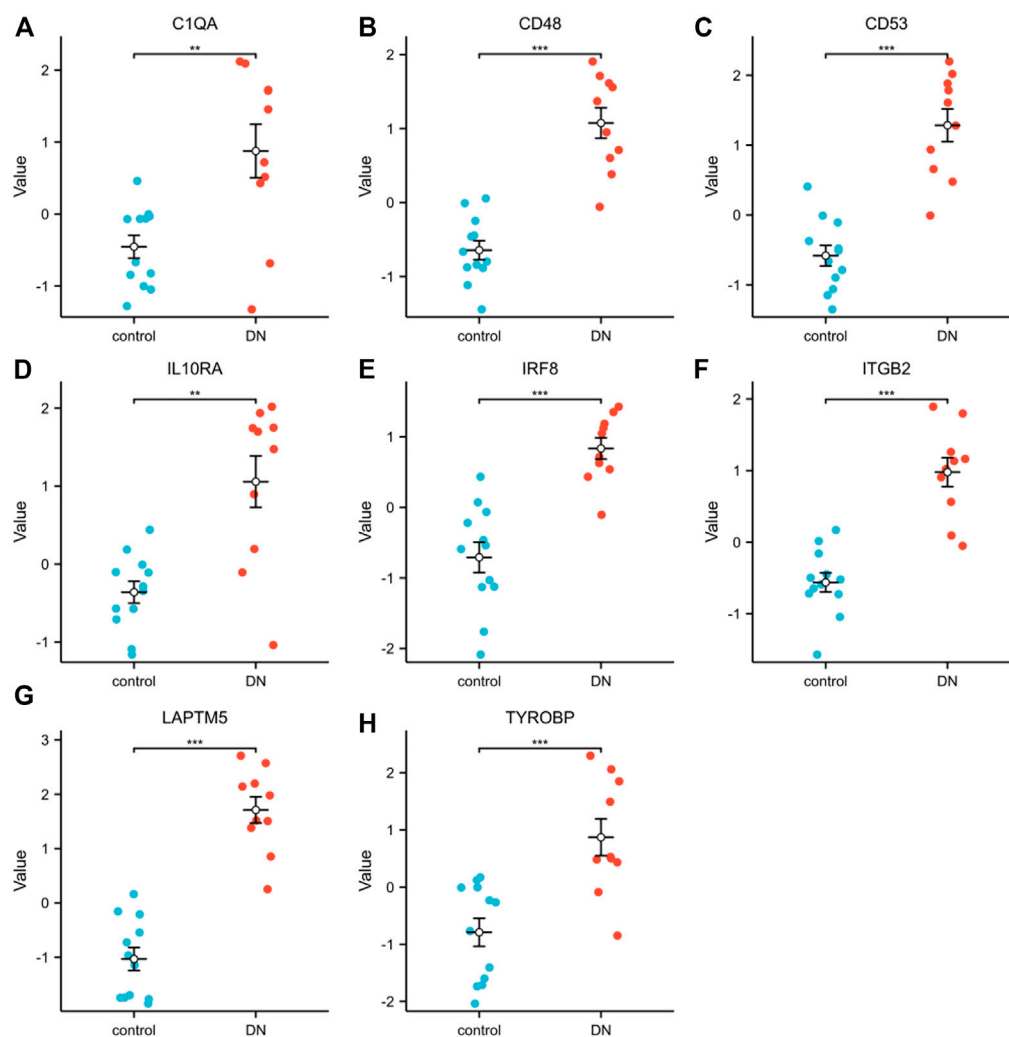 A C1QA
**
Value
2
1
0
-1
control DN
B CD48
***
Value
2
1
0
-1
control DN
C CD53
***
Value
2
1
0
-1
control DN
D IL10RA
**
Value
2
1
0
-1
control DN
E IRF8
***
Value
1
0
-1
-2
control DN
F ITGB2
***
Value
2
1
0
-1
control DN
G LAPTM5
***
Value
3
2
1
0
-1
control DN
H TYROBP
***
Value
2
1
0
-1
-2
control DN